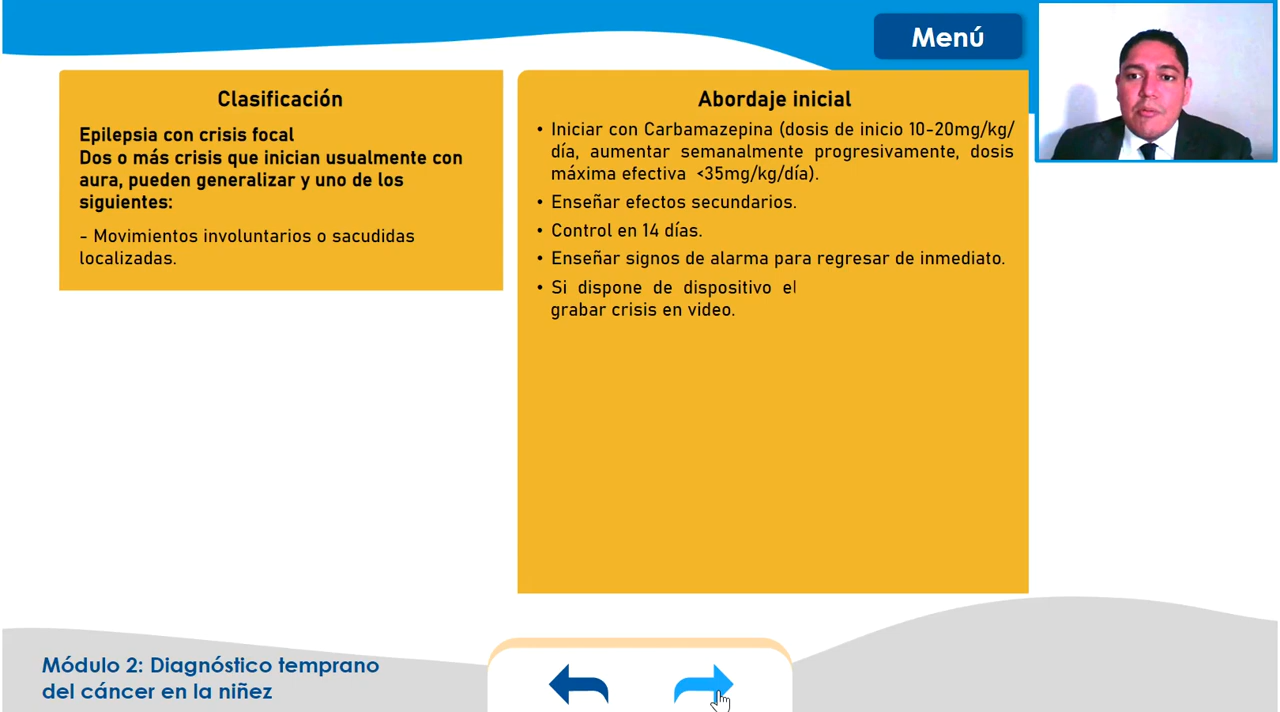 Menú
Clasificación
Epilepsia con crisis focal
Dos o más crisis que inician usualmente con
aura, pueden generalizar y uno de los
siguientes:
- Movimientos involuntarios o sacudidas
localizadas.
Abordaje inicial
• Iniciar con Carbamazepina (dosis de inicio 10-20mg/kg/
día, aumentar semanalmente progresivamente, dosis
máxima efectiva <35mg/kg/día).
• Enseñar efectos secundarios.
• Control en 14 días.
• Enseñar signos de alarma para regresar de inmediato.
• Si dispone de dispositivo el
grabar crisis en video.
Módulo 2: Diagnóstico temprano
del cáncer en la niñez